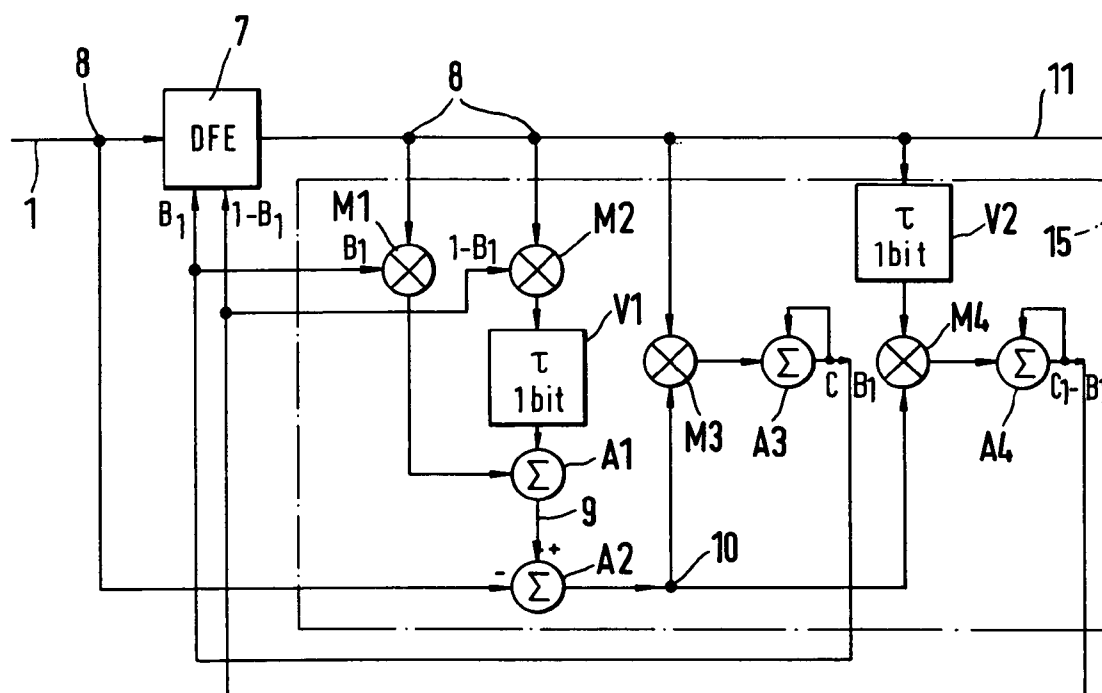 7
8
8
11
DFE
1
B1
1-B1
M1
B1
1-B1
M2
τ
1bit
V2
15
V1
τ
1bit
M4
Σ
Σ
M3
C
B1
A3
C1-B1
A4
Σ
A1
9
+
-
Σ
A2
10